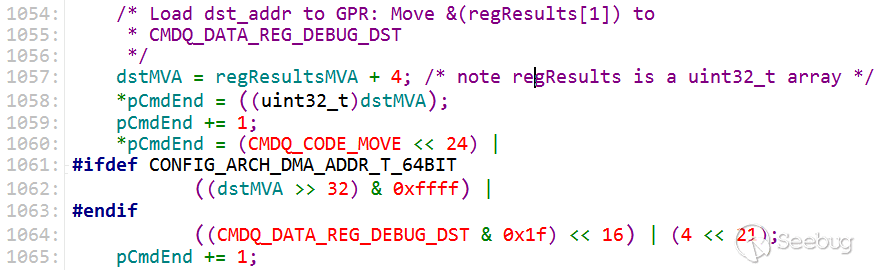 1054: /* Load dst_addr to GPR: Move &(regResults[1]) to
1055: * CMDQ_DATA_REG_DEBUG_DST
1056: */
1057: dstMVA = regResultsMVA + 4; /* note regResults is a uint32_t array */
1058: *pCmdEnd = ((uint32_t)dstMVA);
1059: pCmdEnd += 1;
1060: *pCmdEnd = (CMDQ_CODE_MOVE << 24) |
1061: #ifdef CONFIG_ARCH_DMA_ADDR_T_64BIT
1062: ((dstMVA >> 32) & 0xffff) |
1063: #endif
1064: ((CMDQ_DATA_REG_DEBUG_DST & 0x1f) << 16) | (4 << 21);
1065: pCmdEnd += 1;
Seebug